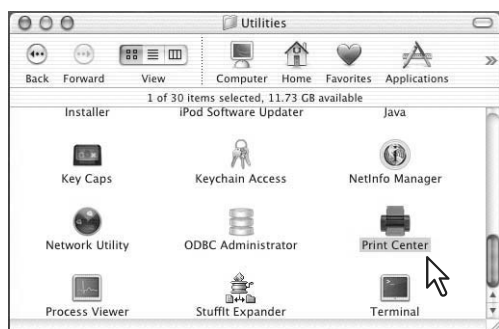 Utilities
Back Forward View Computer Home Favorites Applications
1 of 30 items selected, 11.73 GB available
Installer iPod Software Updater Java
Key Caps Keychain Access NetInfo Manager
Network Utility ODBC Administrator Print Center
Process Viewer StuffIt Expander Terminal